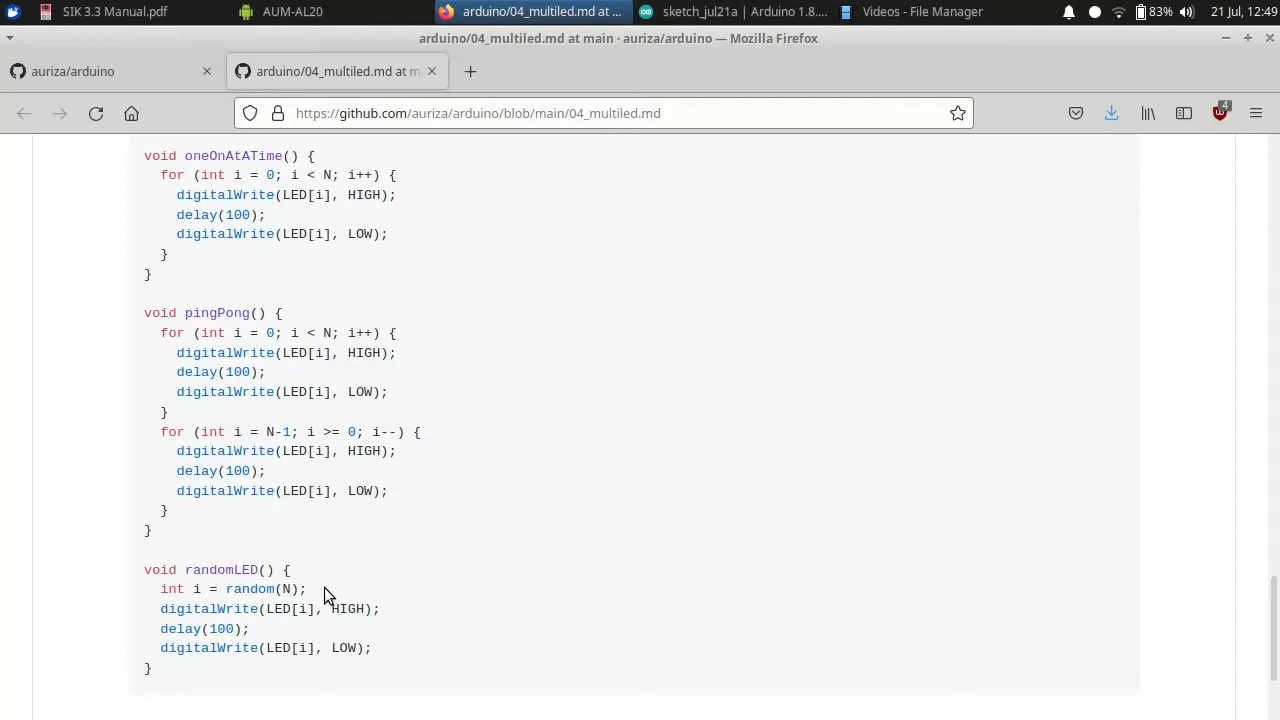 SIK 3.3 Manual.pdf AUM-AL20 arduino/04_multiled.md at ... sketch_jul21a | Arduino 1.8.... Videos - File Manager 83% 21 Jul, 12:49
arduino/04_multiled.md at main · auriza/arduino — Mozilla Firefox
auriza/arduino arduino/04_multiled.md at m
https://github.com/auriza/arduino/blob/main/04_multiled.md 4
void oneOnAtATime() {
for (int i = 0; i < N; i++) {
digitalWrite(LED[i], HIGH);
delay(100);
digitalWrite(LED[i], LOW);
}
}
void pingPong() {
for (int i = 0; i < N; i++) {
digitalWrite(LED[i], HIGH);
delay(100);
digitalWrite(LED[i], LOW);
}
for (int i = N-1; i >= 0; i--) {
digitalWrite(LED[i], HIGH);
delay(100);
digitalWrite(LED[i], LOW);
}
}
void randomLED() {
int i = random(N);
digitalWrite(LED[i], HIGH);
delay(100);
digitalWrite(LED[i], LOW);
}